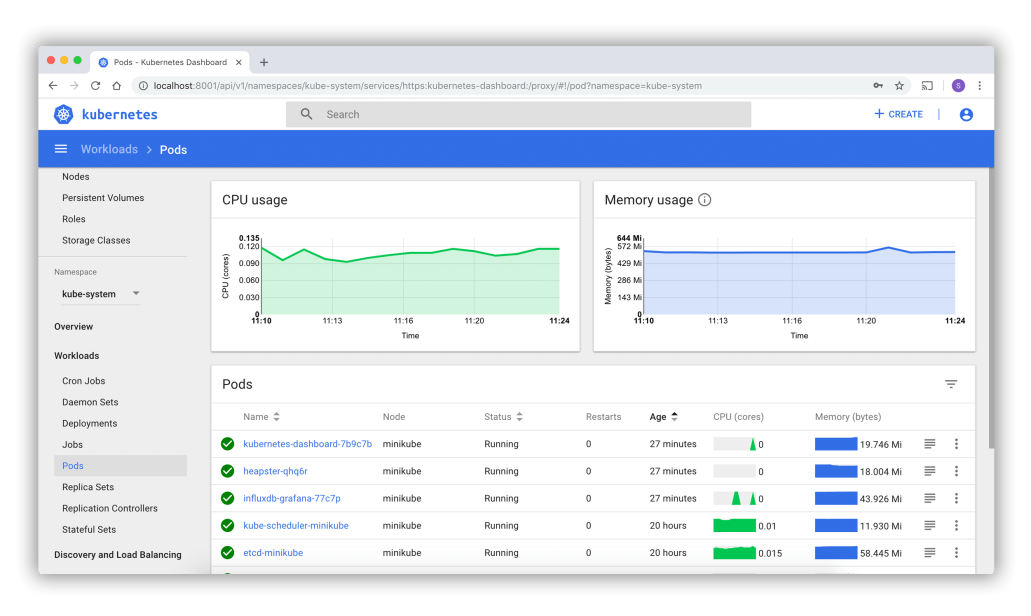 Pods - Kubernetes Dashboard
localhost:8001/api/v1/namespaces/kube-system/services/https:kubernetes-dashboard:/proxy/#!/pod?namespace=kube-system
S
kubernetes
Search
+ CREATE
Workloads > Pods
Nodes
Persistent Volumes
Roles
Storage Classes
Namespace
kube-system
Overview
Workloads
Cron Jobs
Daemon Sets
Deployments
Jobs
Pods
Replica Sets
Replication Controllers
Stateful Sets
Discovery and Load Balancing
CPU usage
CPU (cores)
0.135
0.120
0.090
0.060
0.030
0
11:10 11:13 11:16 11:20 11:24
Time
Memory usage
Memory (bytes)
644 Mi
572 Mi
429 Mi
286 Mi
143 Mi
0
11:10 11:13 11:16 11:20 11:24
Time
Pods
Name Node Status Restarts Age CPU (cores) Memory (bytes)
kubernetes-dashboard-7b9c7b minikube Running 0 27 minutes 0 19.746 Mi
heapster-qhq6r minikube Running 0 27 minutes 0 18.004 Mi
influxdb-grafana-77c7p minikube Running 0 27 minutes 0 43.926 Mi
kube-scheduler-minikube minikube Running 0 20 hours 0.01 11.930 Mi
etcd-minikube minikube Running 0 20 hours 0.015 58.445 Mi